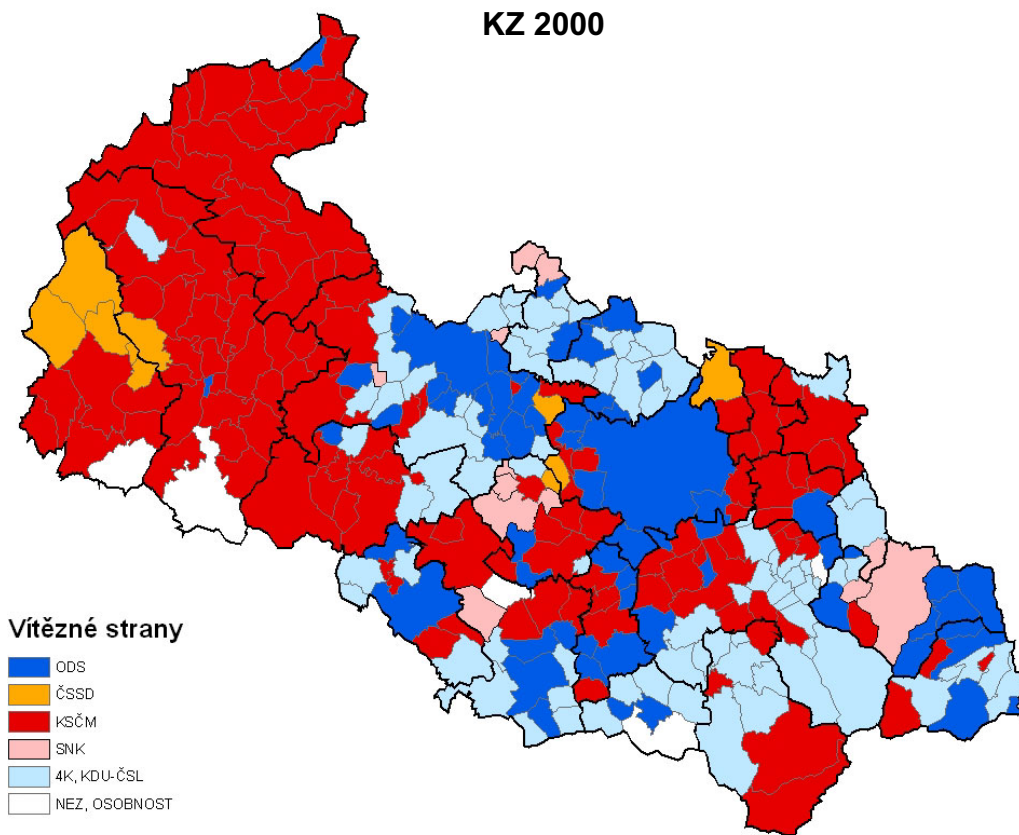 KZ 2000
Vítězné strany
ODS
ČSSD
KSČM
SNK
4K, KDU-ČSL
NEZ, OSOBNOST